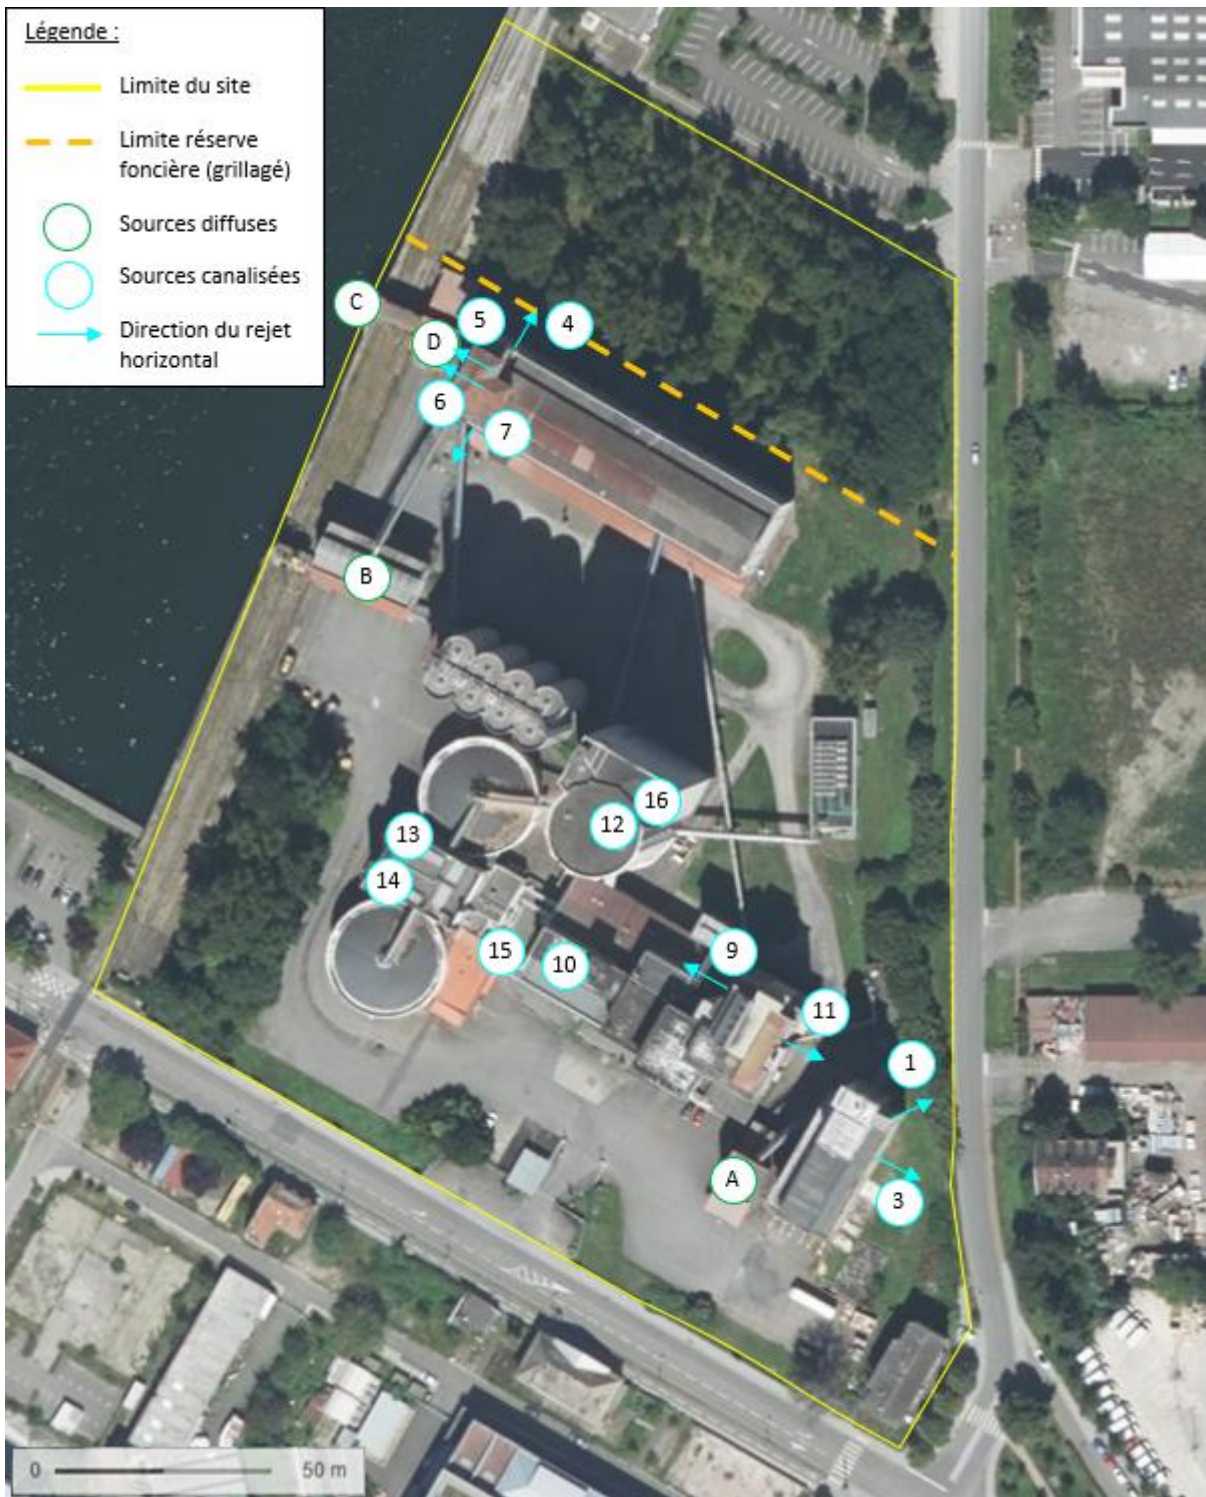 Légende :
Limite du site
Limite réserve
foncière (grillagé)
Sources diffuses
Sources canalisées
Direction du rejet
horizontal
C
5
4
D
6
7
B
16
12
13
14
15
10
9
11
1
A
3
0 50 m